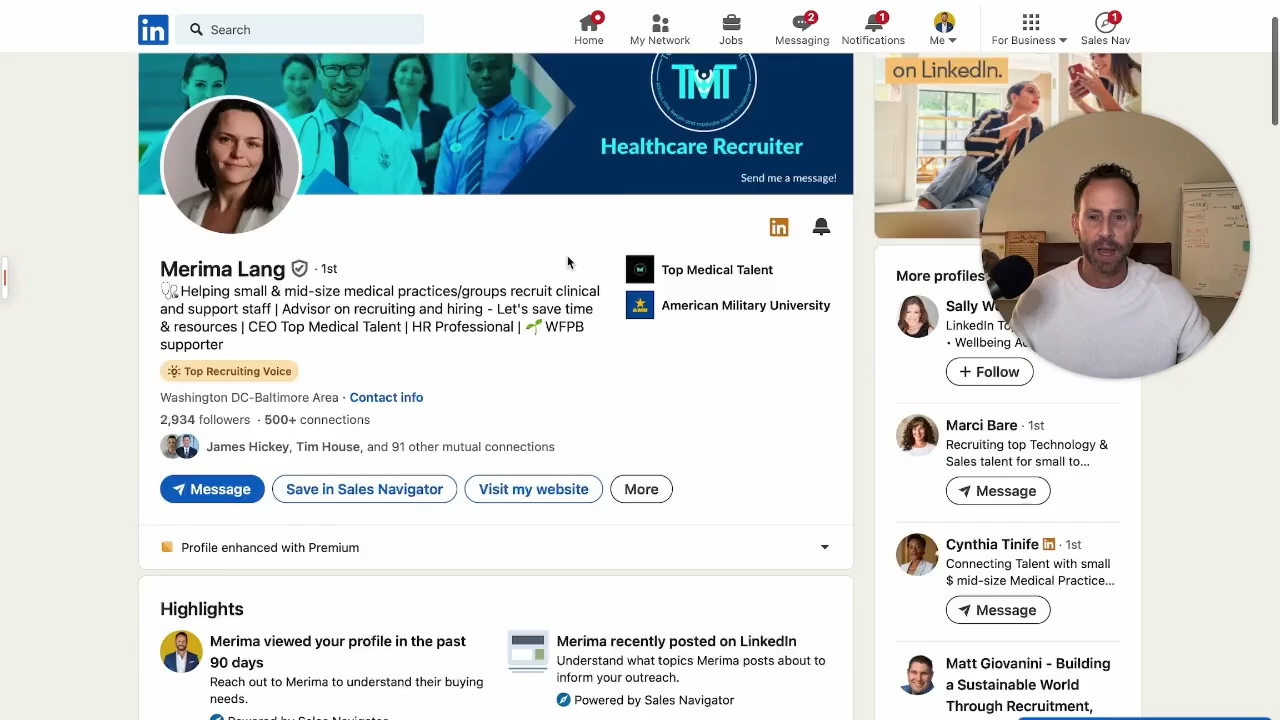 in
Search
Home
My Network
Jobs
2
Messaging
1
Notifications
Me
For Business
1
Sales Nav
TMT
Healthcare Recruiter
Send me a message!
on LinkedIn.
in
Merima Lang · 1st
Helping small & mid-size medical practices/groups recruit clinical
and support staff | Advisor on recruiting and hiring - Let's save time
& resources | CEO Top Medical Talent | HR Professional | WFPB
supporter
Top Medical Talent
American Military University
Top Recruiting Voice
Washington DC-Baltimore Area · Contact info
2,934 followers · 500+ connections
James Hickey, Tim House, and 91 other mutual connections
Message
Save in Sales Navigator
Visit my website
More
Profile enhanced with Premium
Highlights
Merima viewed your profile in the past
90 days
Reach out to Merima to understand their buying
needs.
Powered by Sales Navigator
Merima recently posted on LinkedIn
Understand what topics Merima posts about to
inform your outreach.
Powered by Sales Navigator
More profiles
Sally
LinkedIn
• Wellbeing
+ Follow
Marci Bare · 1st
Recruiting top Technology &
Sales talent for small to...
Message
Cynthia Tinife in · 1st
Connecting Talent with small
$ mid-size Medical Practice...
Message
Matt Giovanini - Building
a Sustainable World
Through Recruitment,